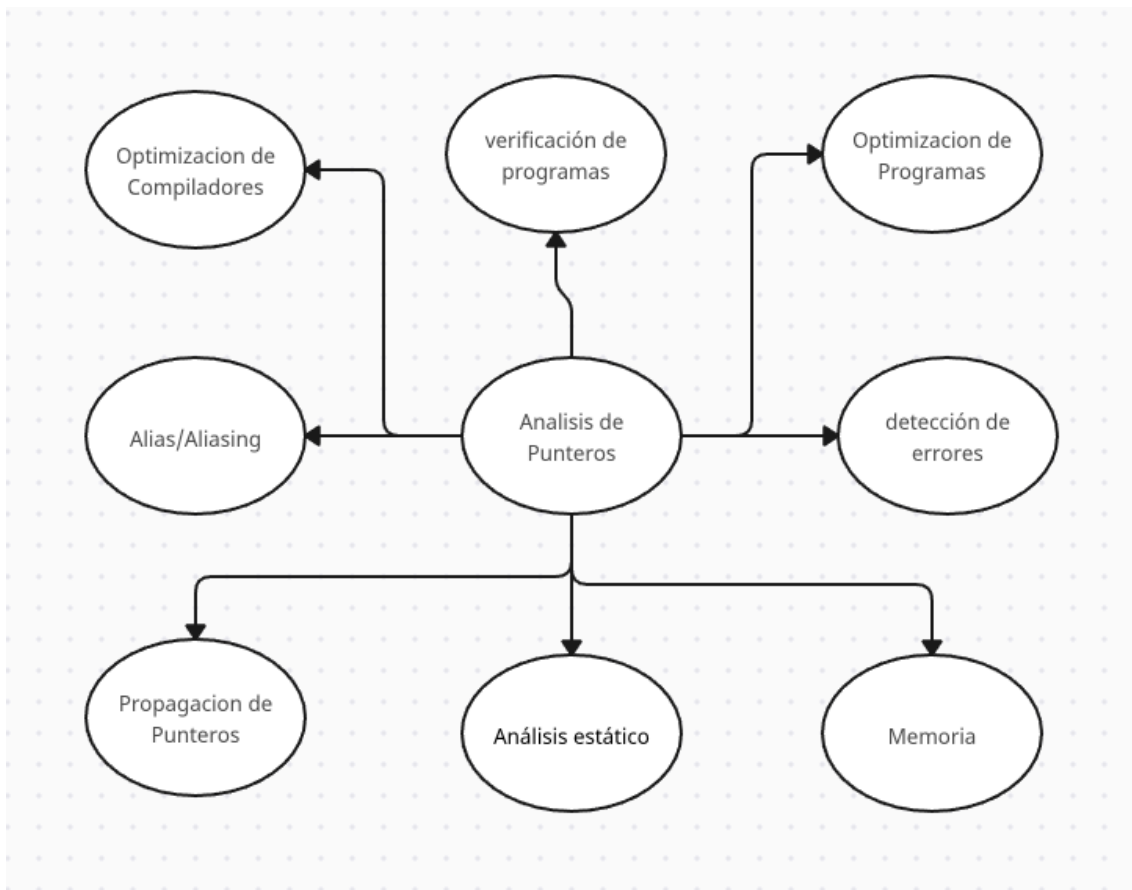 Optimizacion de
Compiladores
verificación de
programas
Optimizacion de
Programas
Alias/Aliasing
Analisis de
Punteros
detección de
errores
Propagacion de
Punteros
Análisis estático
Memoria